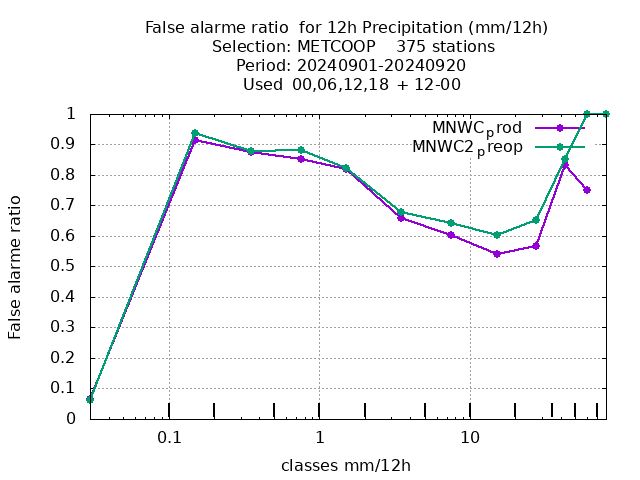 False alarme ratio  for 12h Precipitation (mm/12h)
Selection: METCOOP    375 stations
Period: 20240901-20240920
Used  00,06,12,18 + 12-00
1
0.9
0.8
0.7
0.6
0.5
0.4
0.3
0.2
0.1
0
False alarme ratio
MNWCprod
MNWC2preop
0.1
1
10
classes mm/12h